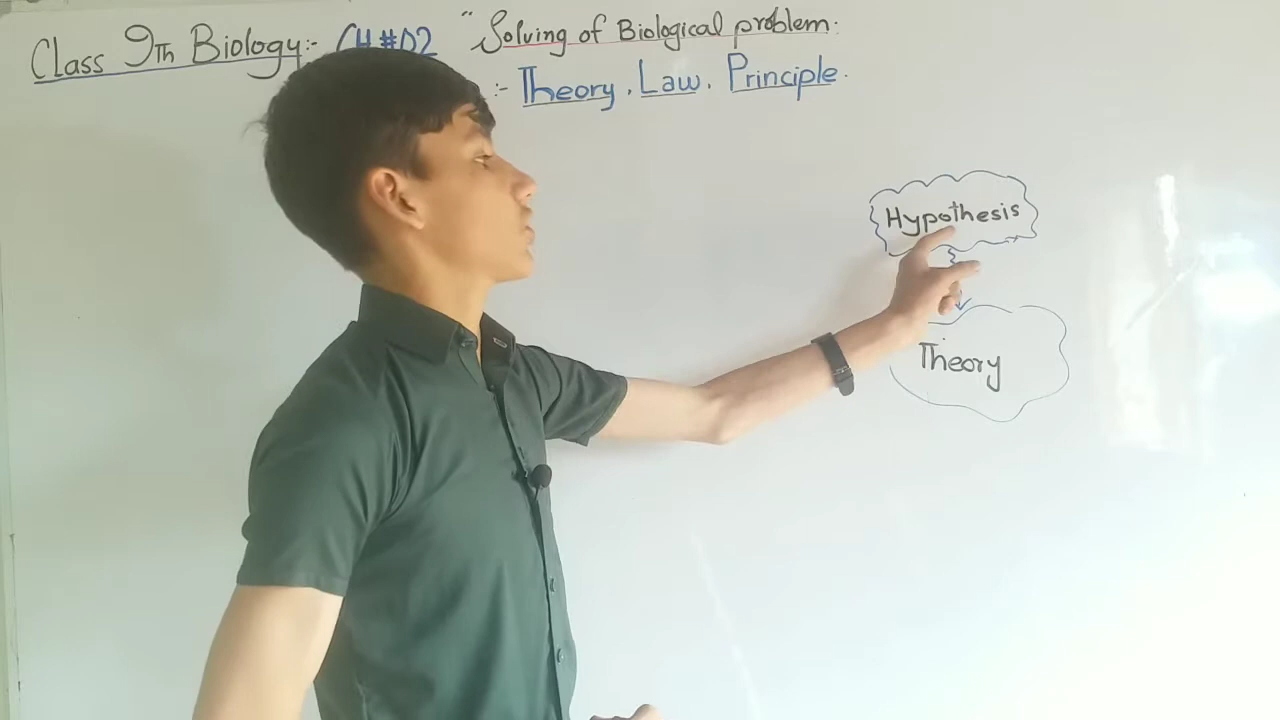 Class 9Th Biology:- CH#02 "Solving of Biological problem:
:- Theory, Law, Principle.
Hypothesis
Theory